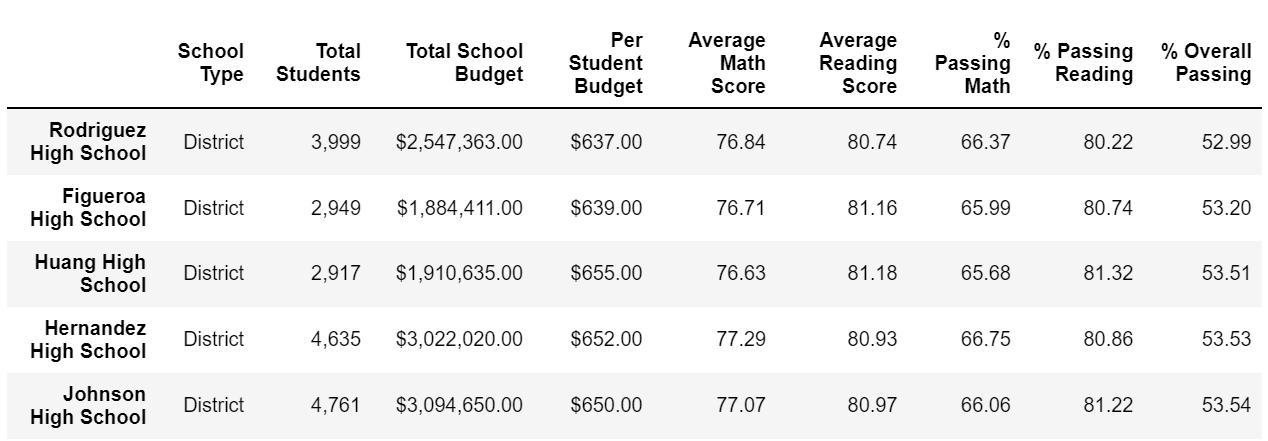 School Type Total Students Total School Budget Per Student Budget Average Math Score Average Reading Score % Passing Math % Passing Reading % Overall Passing
Rodriguez High School District 3,999 $2,547,363.00 $637.00 76.84 80.74 66.37 80.22 52.99
Figueroa High School District 2,949 $1,884,411.00 $639.00 76.71 81.16 65.99 80.74 53.20
Huang High School District 2,917 $1,910,635.00 $655.00 76.63 81.18 65.68 81.32 53.51
Hernandez High School District 4,635 $3,022,020.00 $652.00 77.29 80.93 66.75 80.86 53.53
Johnson High School District 4,761 $3,094,650.00 $650.00 77.07 80.97 66.06 81.22 53.54